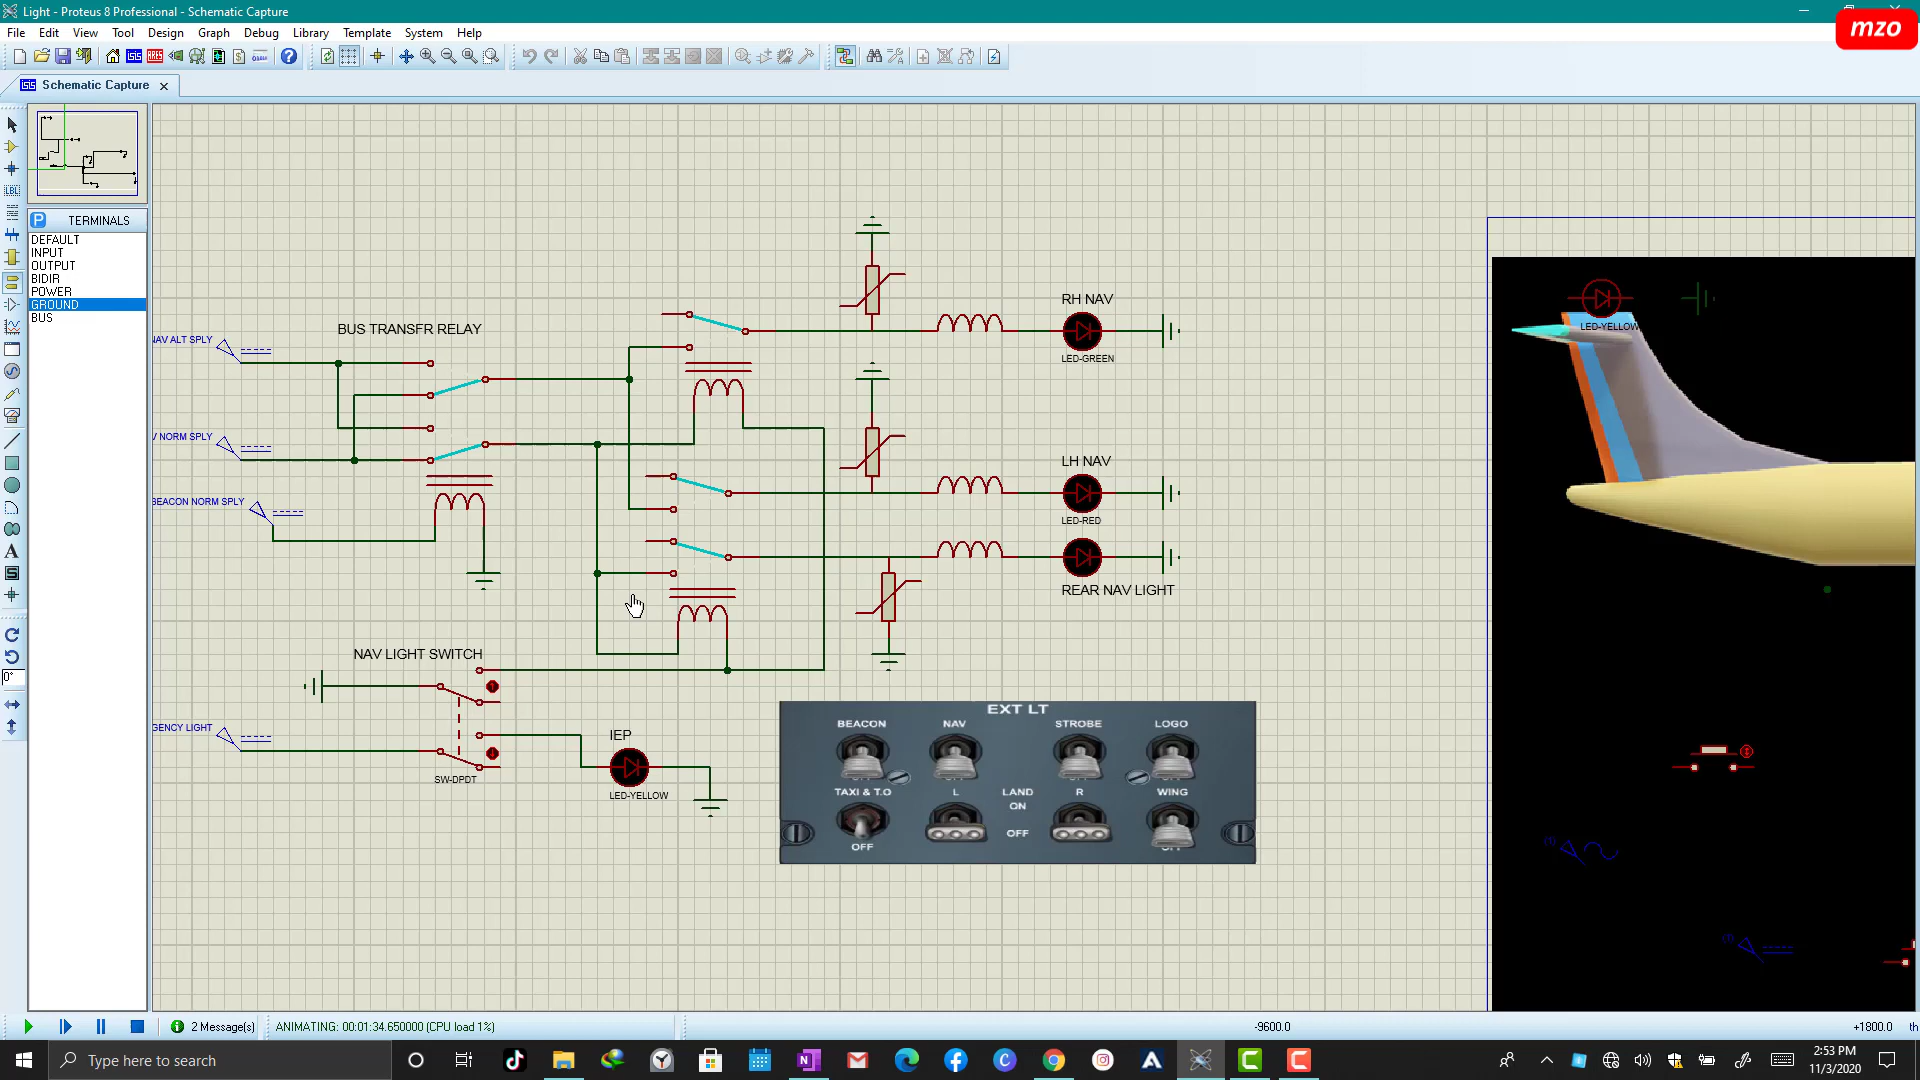 Light - Proteus 8 Professional - Schematic Capture
mzo
File Edit View Tool Design Graph Debug Library Template System Help
Schematic Capture
TERMINALS
DEFAULT
INPUT
OUTPUT
BIDIR
POWER
GROUND
BUS
LBL
A
0°
NAV ALT SPLY
BUS TRANSFR RELAY
V NORM SPLY
BEACON NORM SPLY
NAV LIGHT SWITCH
GENCY LIGHT
SW-DPDT
IEP
LED-YELLOW
RH NAV
LED-GREEN
LH NAV
LED-RED
REAR NAV LIGHT
LED-YELLOW
EXT LT
BEACON NAV STROBE LOGO
TAXI & T.O L LAND R WING
ON
OFF
OFF
2 Message(s)
ANIMATING: 00:01:34.650000 (CPU load 1%)
-9600.0
+1800.0 th
Type here to search
2:53 PM
11/3/2020